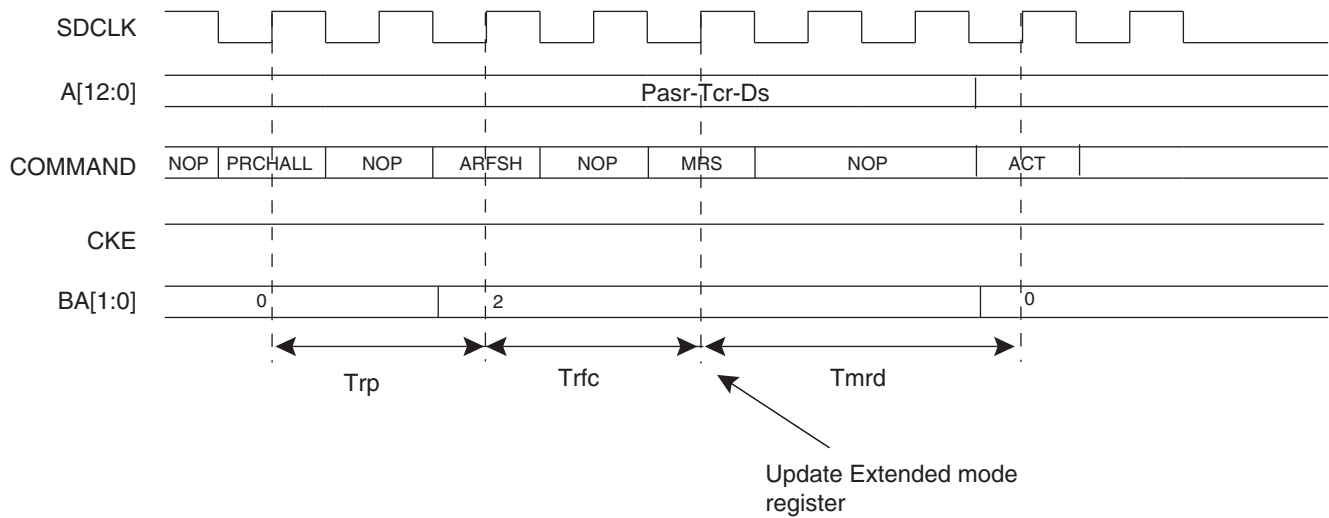 SDCLK
A[12:0]
Pasr-Tcr-Ds
COMMAND
NOP PRCHALL NOP ARFSH NOP MRS NOP ACT
CKE
BA[1:0]
0 2 0
Trp Trfc Tmrd
Update Extended mode
register